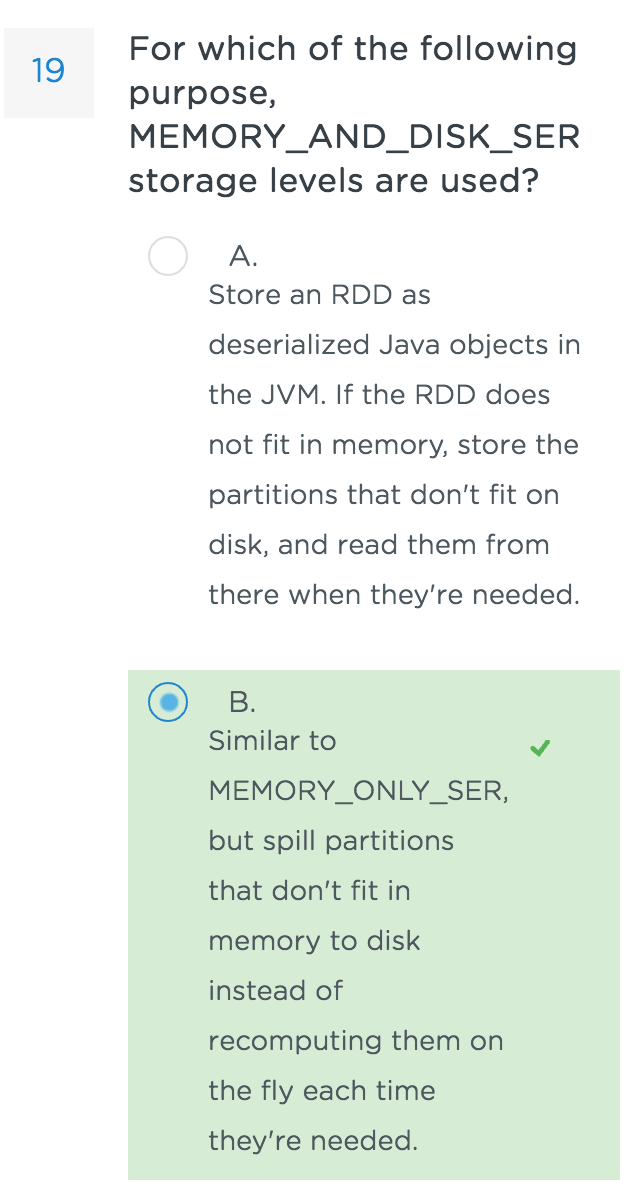 19
For which of the following
purpose,
MEMORY_AND_DISK_SER
storage levels are used?
A.
Store an RDD as
deserialized Java objects in
the JVM. If the RDD does
not fit in memory, store the
partitions that don't fit on
disk, and read them from
there when they're needed.
B.
Similar to
MEMORY_ONLY_SER,
but spill partitions
that don't fit in
memory to disk
instead of
recomputing them on
the fly each time
they're needed.